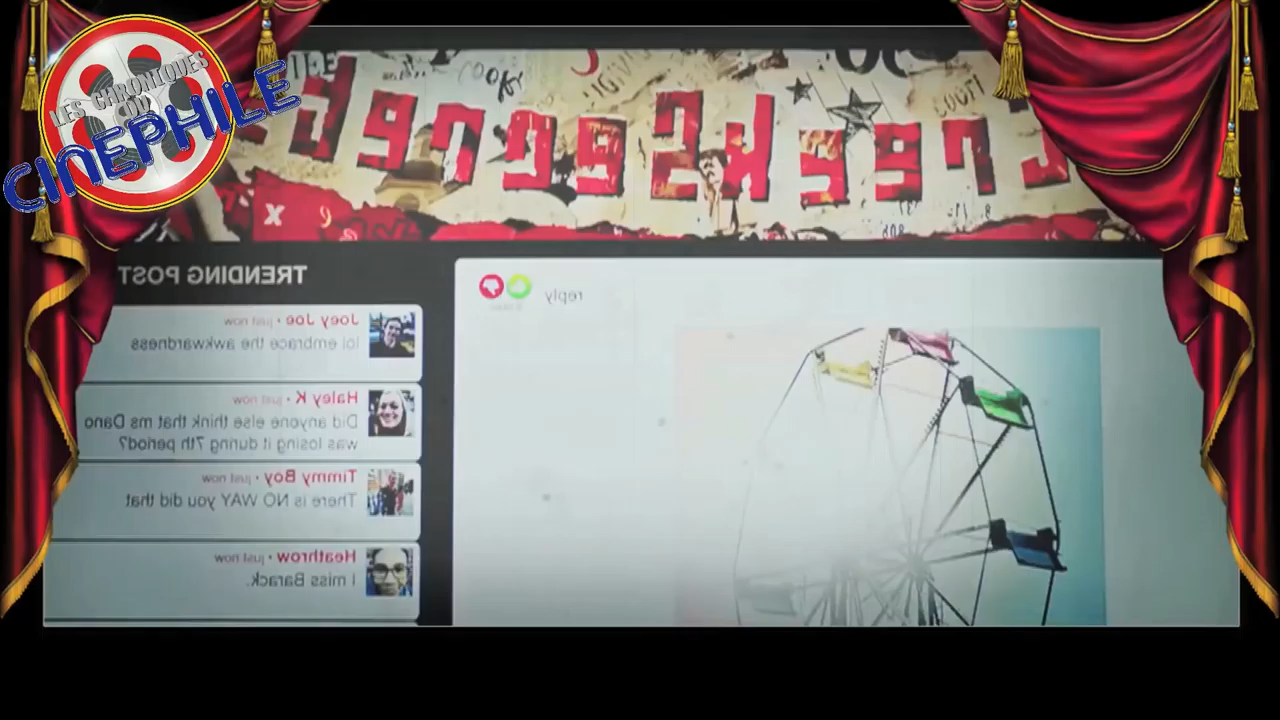 LES CHRONIQUES
DU
CINEPHILE
creeksecrets
TRENDING POST
Joey Joe • just now
lol embrace the awkwardness
Haley K • just now
Did anyone else think that ms Dano
was losing it durung 7th period?
Timmy Boy • just now
There is NO WAY you did that
Heathrow • just now
I miss Barack.
reply